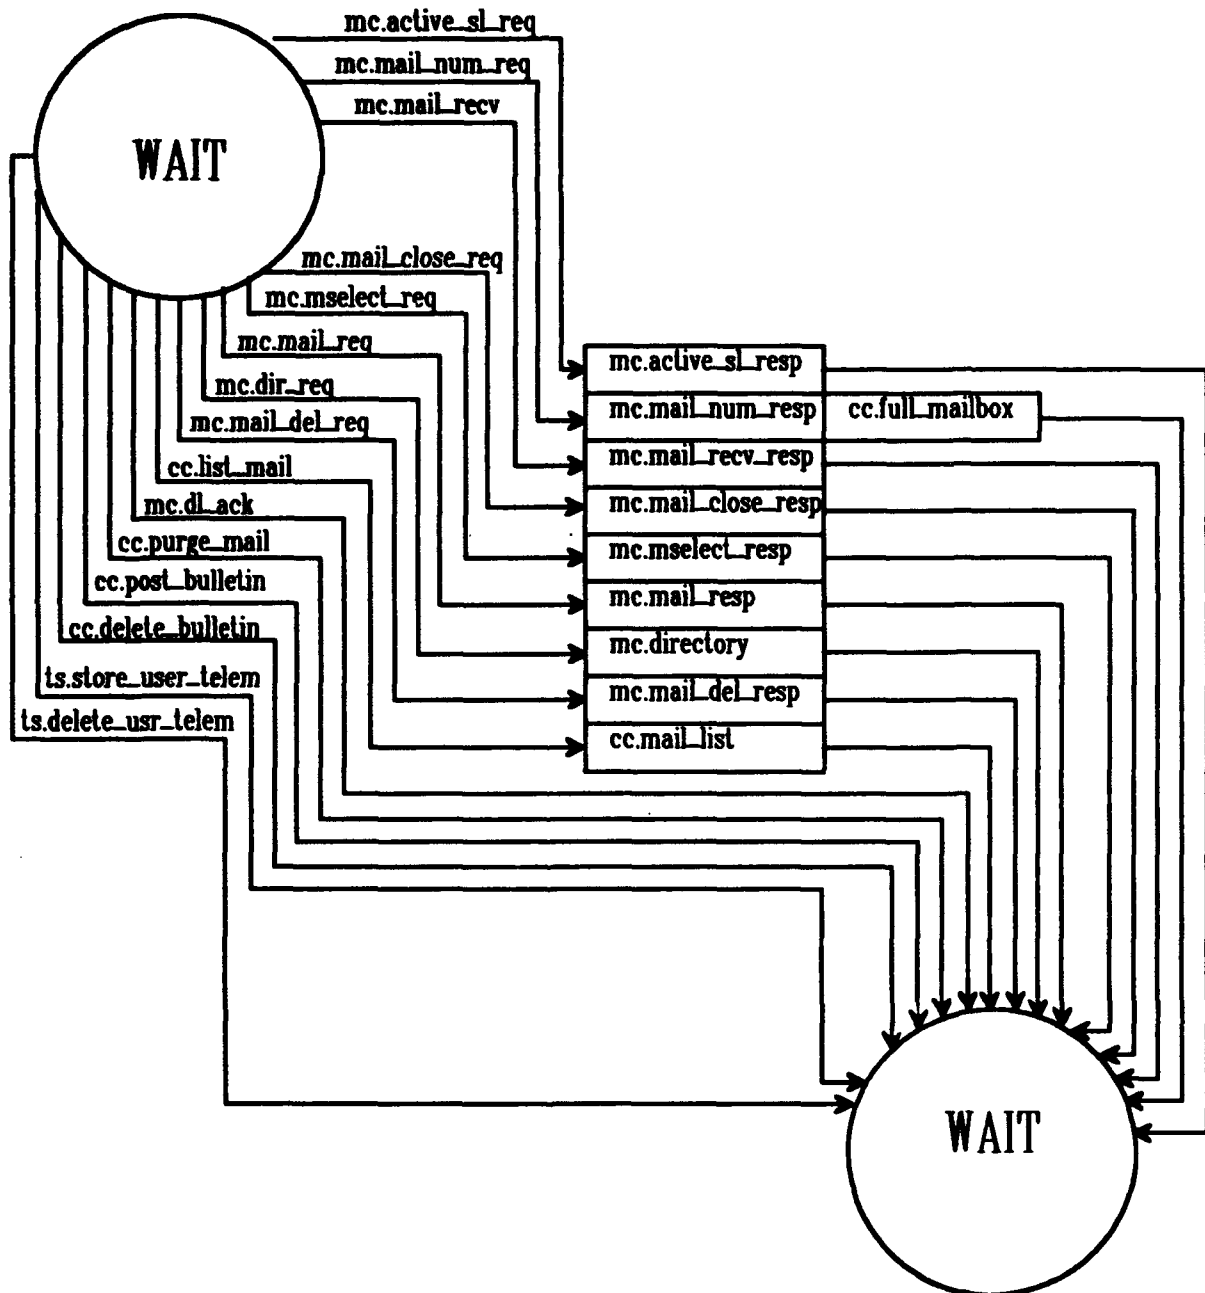 mc.active_sl_req
mc.mail_num_req
mc.mail_recv
WAIT
mc.mail_close_req
mc.mselect_req
mc.mail_req
mc.dir_req
mc.mail_del_req
cc.list_mail
mc.dl_ack
cc.purge_mail
cc.post_bulletin
cc.delete_bulletin
ts.store_user_telem
ts.delete_usr_telem
mc.active_sl_resp
mc.mail_num_resp cc.full_mailbox
mc.mail_recv_resp
mc.mail_close_resp
mc.mselect_resp
mc.mail_resp
mc.directory
mc.mail_del_resp
cc.mail_list
WAIT